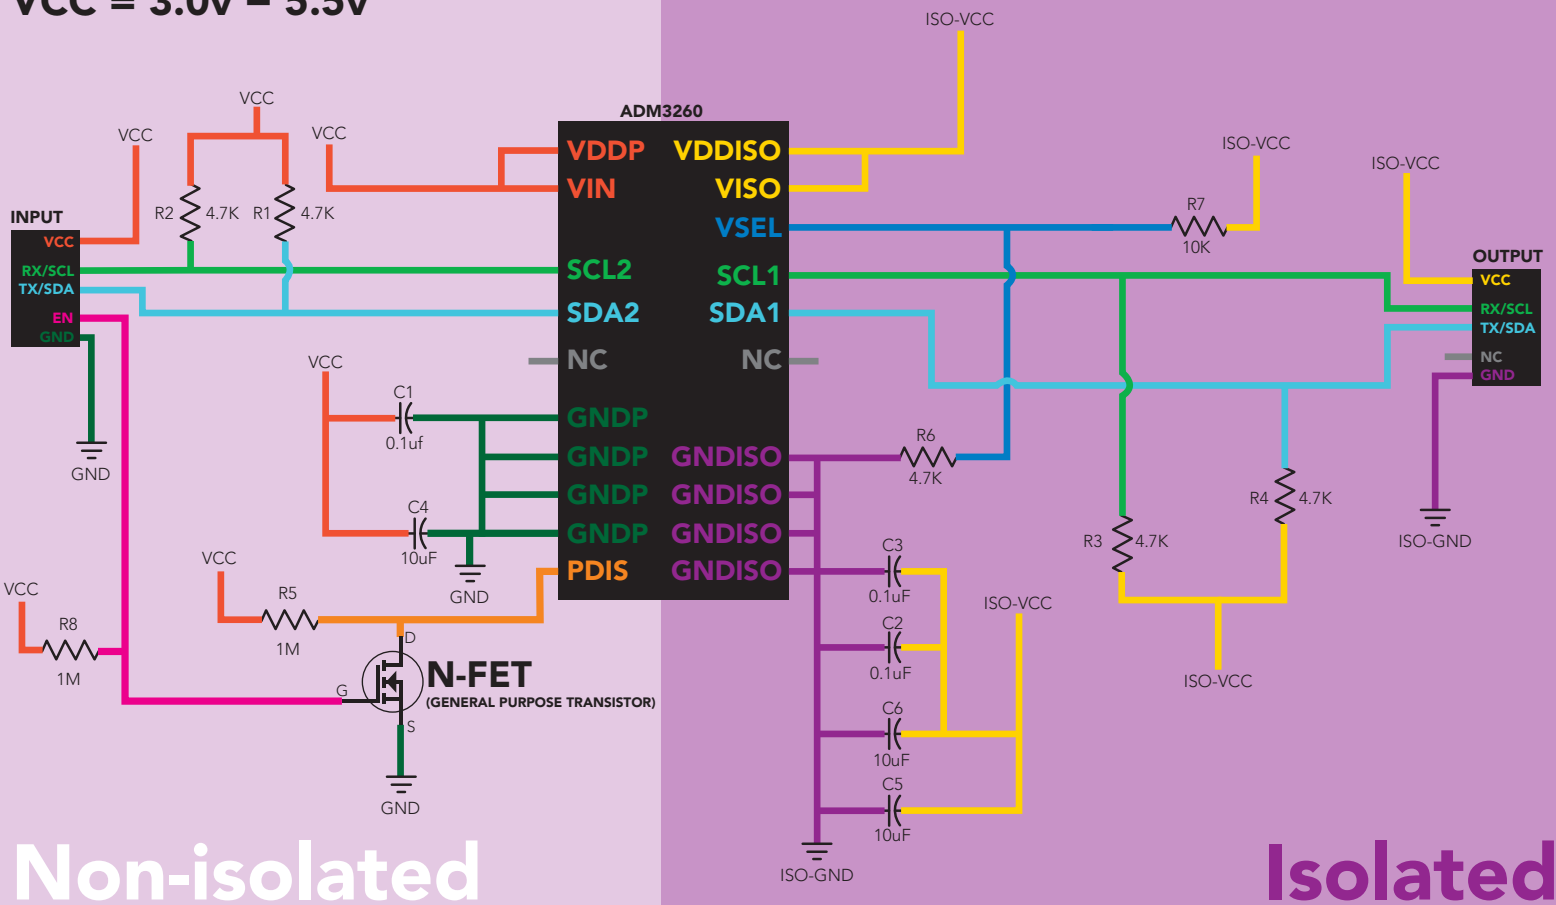 VCC = 3.0v – 5.5v
ISO-VCC
VCC
ADM3260
VCC
VCC
ISO-VCC
ISO-VCC
VDDP
VDDISO
VIN
VISO
R2
4.7K
R1
4.7K
R7
10K
INPUT
VCC
RX/SCL
TX/SDA
EN
GND
VSEL
SCL2
SCL1
SDA2
SDA1
NC
NC
OUTPUT
VCC
RX/SCL
TX/SDA
NC
GND
VCC
C1
0.1uf
GNDP
GNDP
GNDISO
R6
4.7K
GNDP
GNDISO
GND
C4
10uF
GNDP
GNDISO
PDIS
GNDISO
GND
R4
4.7K
R3
4.7K
ISO-GND
C3
0.1uF
VCC
R5
1M
VCC
R8
1M
ISO-VCC
C2
0.1uF
D
G
S
N-FET
(GENERAL PURPOSE TRANSISTOR)
ISO-VCC
C6
10uF
C5
10uF
GND
ISO-GND
Non-isolated
Isolated